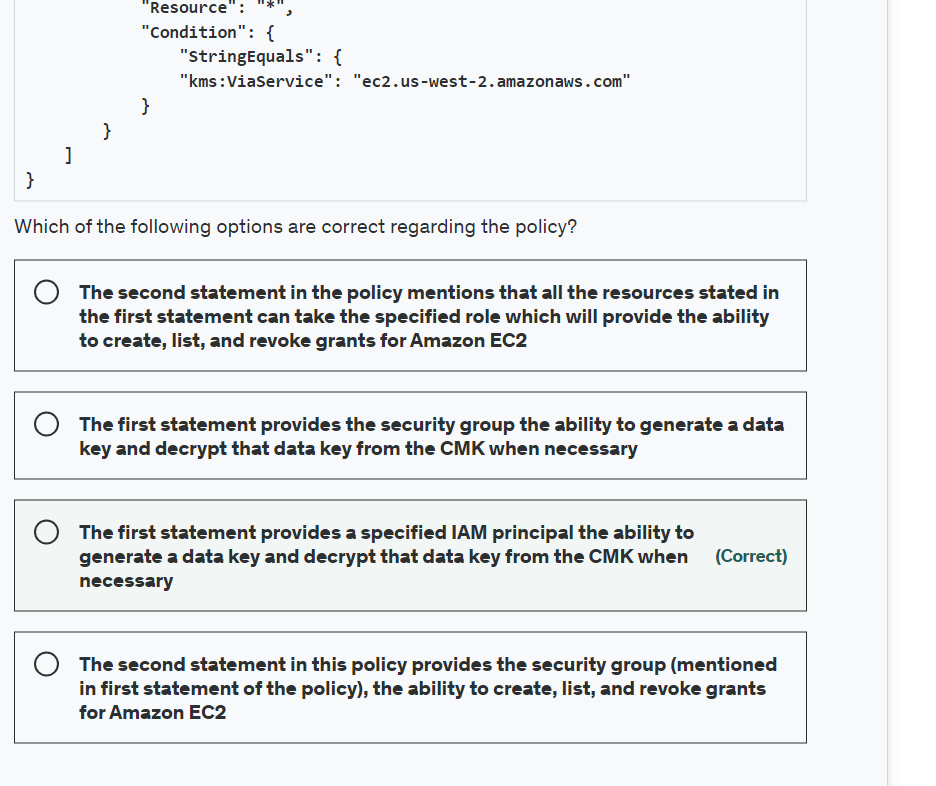 "Resource": "*",
"Condition": {
"StringEquals": {
"kms:ViaService": "ec2.us-west-2.amazonaws.com"
}
}
]
}
Which of the following options are correct regarding the policy?
The second statement in the policy mentions that all the resources stated in
the first statement can take the specified role which will provide the ability
to create, list, and revoke grants for Amazon EC2
The first statement provides the security group the ability to generate a data
key and decrypt that data key from the CMK when necessary
The first statement provides a specified IAM principal the ability to
generate a data key and decrypt that data key from the CMK when
necessary
(Correct)
The second statement in this policy provides the security group (mentioned
in first statement of the policy), the ability to create, list, and revoke grants
for Amazon EC2